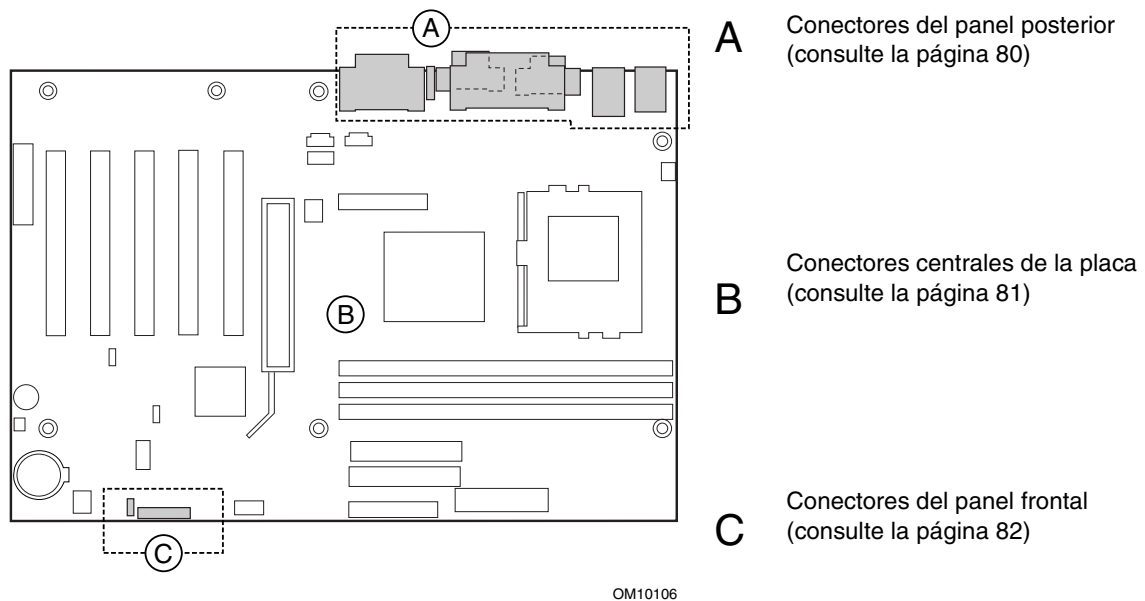 A
A
Conectores del panel posterior
(consulte la página 80)
B
B
Conectores centrales de la placa
(consulte la página 81)
C
C
Conectores del panel frontal
(consulte la página 82)
OM10106